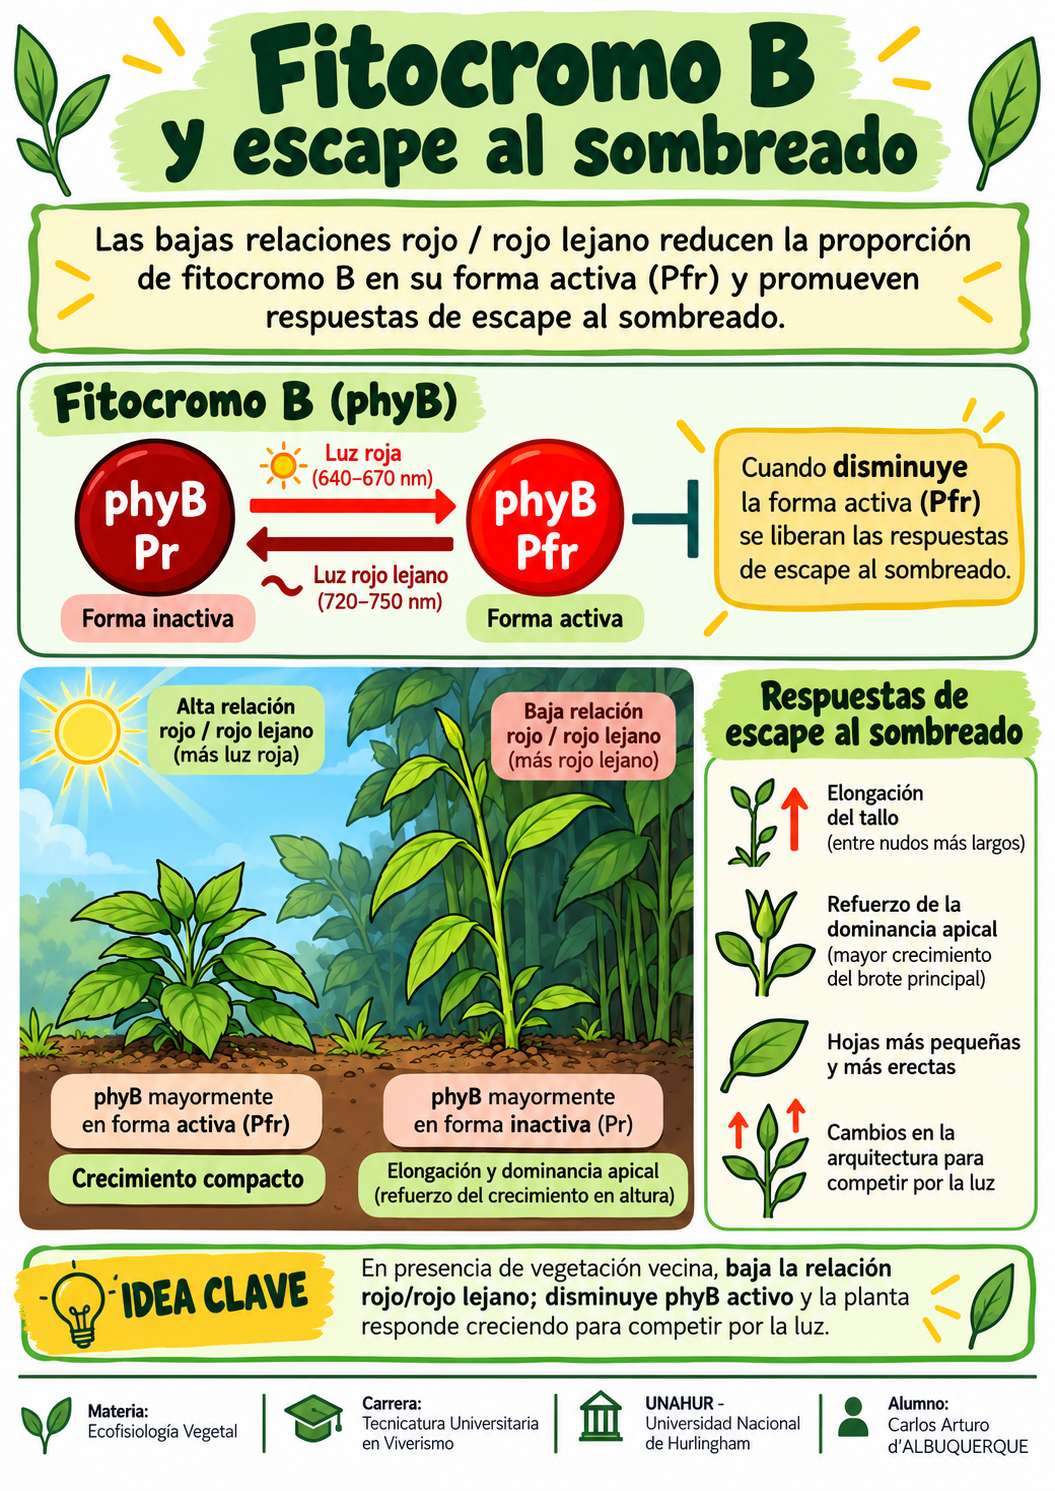 Fitocromo B
y escape al sombreado
Las bajas relaciones rojo / rojo lejano reducen la proporción
de fitocromo B en su forma activa (Pfr) y promueven
respuestas de escape al sombreado.
Fitocromo B (phyB)
phyB
Pr
Forma inactiva
Luz roja
(640–670 nm)
Luz rojo lejano
(720–750 nm)
phyB
Pfr
Forma activa
Cuando disminuye
la forma activa (Pfr)
se liberan las respuestas
de escape al sombreado.
Alta relación
rojo / rojo lejano
(más luz roja)
Baja relación
rojo / rojo lejano
(más rojo lejano)
phyB mayormente
en forma activa (Pfr)
Crecimiento compacto
phyB mayormente
en forma inactiva (Pr)
Elongación y dominancia apical
(refuerzo del crecimiento en altura)
Respuestas de
escape al sombreado
Elongación
del tallo
(entre nudos más largos)
Refuerzo de la
dominancia apical
(mayor crecimiento
del brote principal)
Hojas más pequeñas
y más erectas
Cambios en la
arquitectura para
competir por la luz
IDEA CLAVE
En presencia de vegetación vecina, baja la relación
rojo/rojo lejano; disminuye phyB activo y la planta
responde creciendo para competir por la luz.
Materia:
Ecofisiología Vegetal
Carrera:
Tecnicatura Universitaria
en Viverismo
UNAHUR -
Universidad Nacional
de Hurlingham
Alumno:
Carlos Arturo
d'ALBUQUERQUE